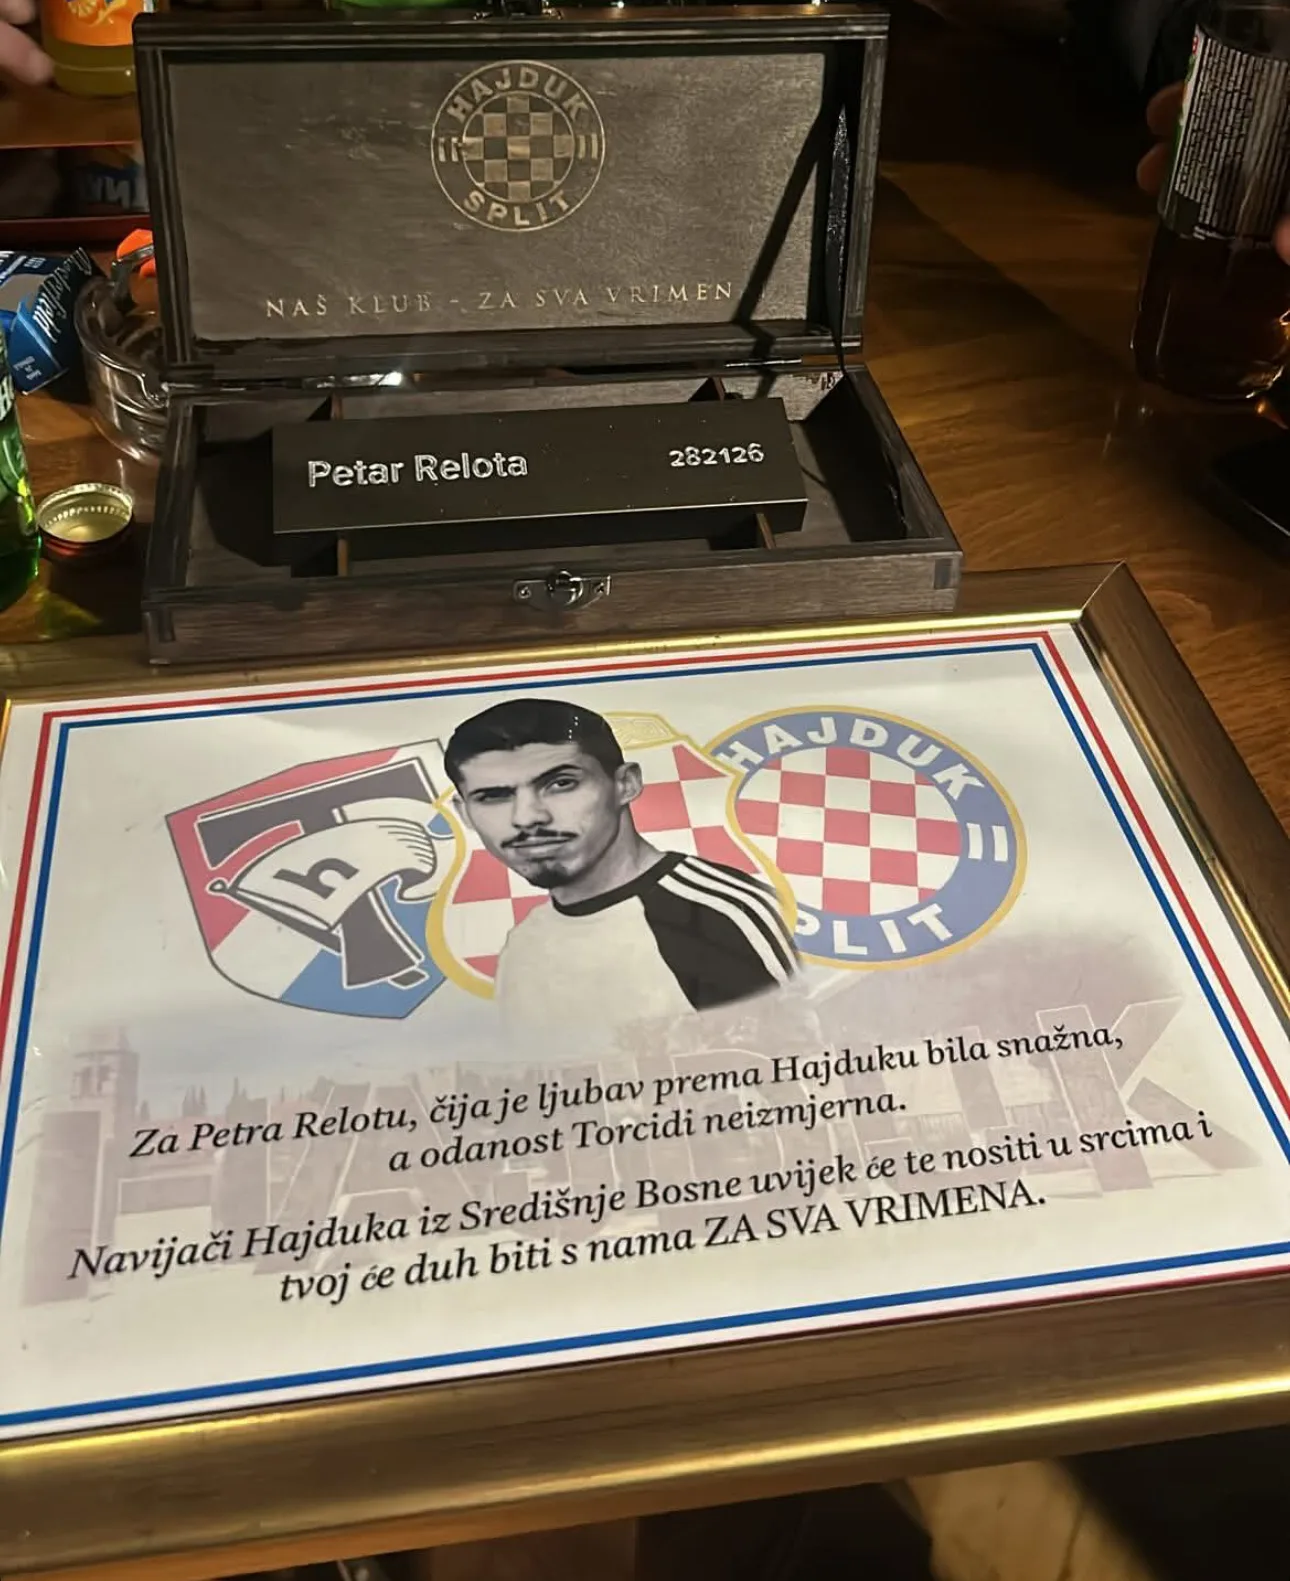 HAJDUK
SPLIT
NAŠ KLUB - ZA SVA VRIMEN
Petar Relota 282126
h
HAJDUK
SPLIT
Za Petra Relotu, čija je ljubav prema Hajduku bila snažna,
a odanost Torcidi neizmjerna.
Navijači Hajduka iz Središnje Bosne uvijek će te nositi u srcima i
tvoj će duh biti s nama ZA SVA VRIMENA.